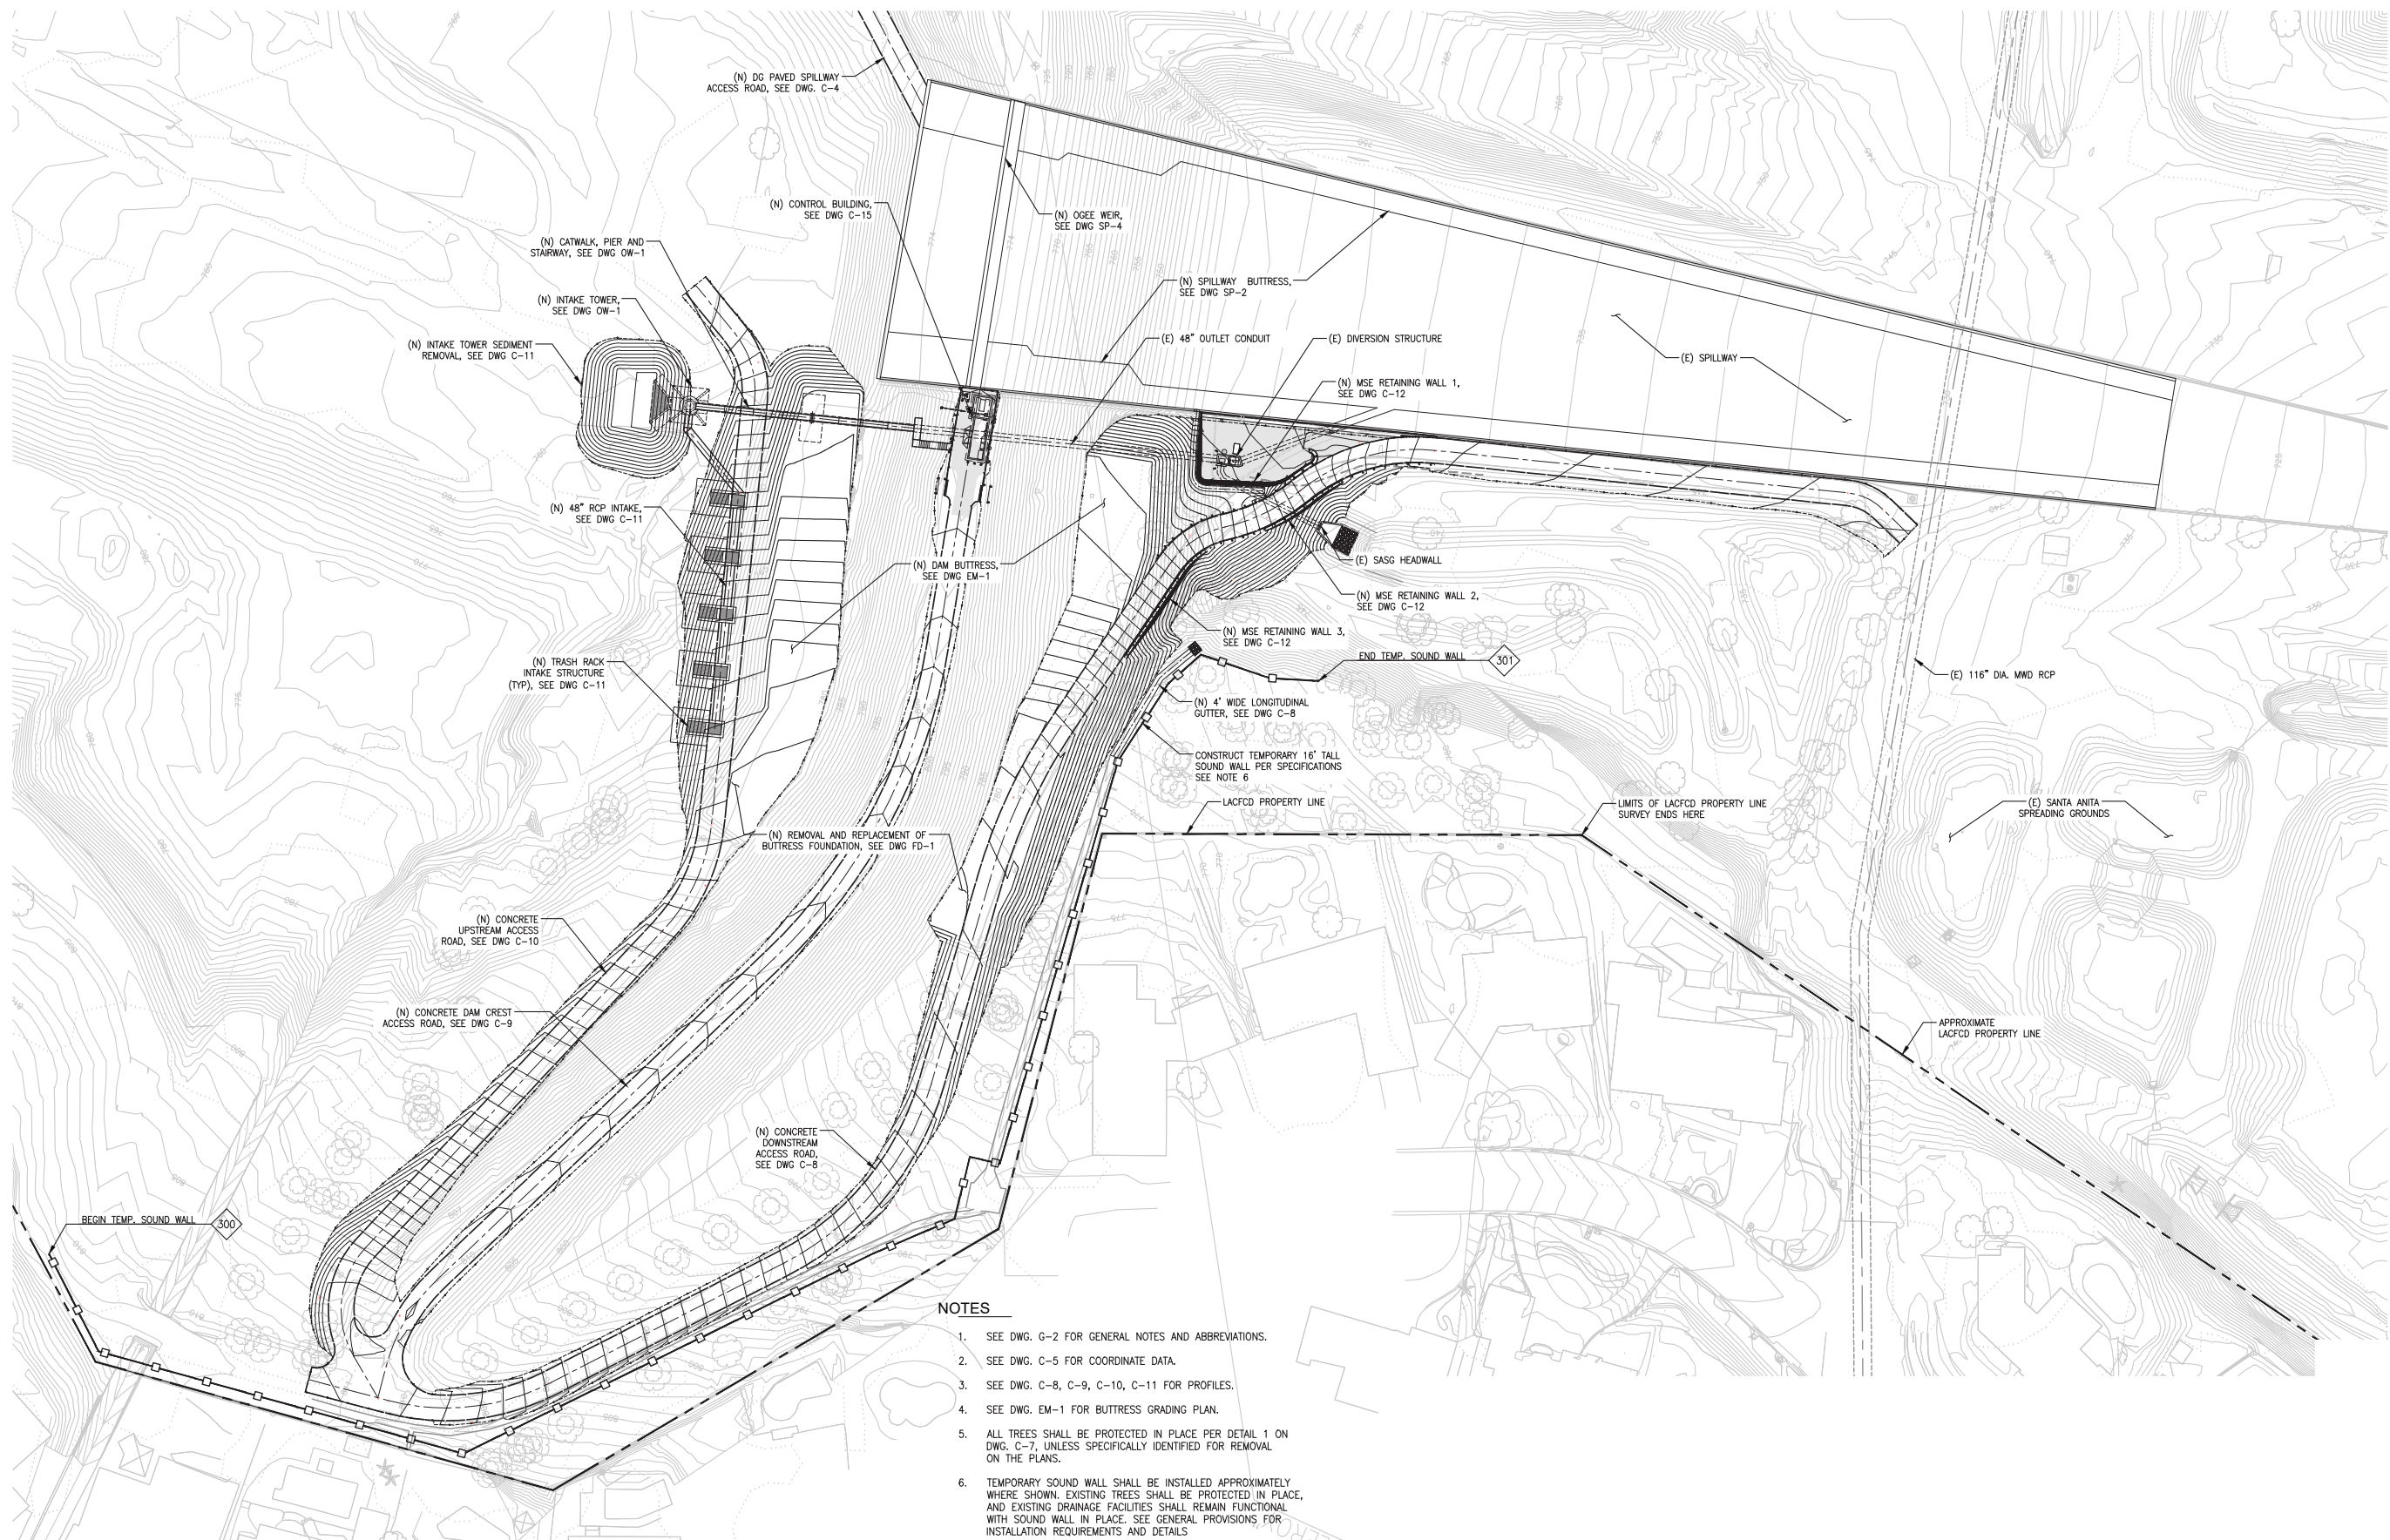 (N) DG PAVED SPILLWAY
ACCESS ROAD, SEE DWG. C-4
(N) CONTROL BUILDING,
SEE DWG C-15
(N) OGEE WEIR,
SEE DWG SP-4
(N) CATWALK, PIER AND
STAIRWAY, SEE DWG OW-1
(N) SPILLWAY BUTTRESS,
SEE DWG SP-2
(N) INTAKE TOWER,
SEE DWG OW-1
(N) INTAKE TOWER SEDIMENT
REMOVAL, SEE DWG C-11
(E) 48" OUTLET CONDUIT
(E) DIVERSION STRUCTURE
(E) SPILLWAY
(N) MSE RETAINING WALL 1,
SEE DWG C-12
(N) 48" RCP INTAKE,
SEE DWG C-11
(N) DAM BUTTRESS,
SEE DWG EM-1
(E) SASG HEADWALL
(N) MSE RETAINING WALL 2,
SEE DWG C-12
(N) MSE RETAINING WALL 3,
SEE DWG C-12
END TEMP. SOUND WALL
301
(N) TRASH RACK
INTAKE STRUCTURE
(TYP), SEE DWG C-11
(E) 116" DIA. MWD RCP
(N) 4' WIDE LONGITUDINAL
GUTTER, SEE DWG C-8
CONSTRUCT TEMPORARY 16' TALL
SOUND WALL PER SPECIFICATIONS
SEE NOTE 6
LACFCD PROPERTY LINE
LIMITS OF LACFCD PROPERTY LINE
SURVEY ENDS HERE
(E) SANTA ANITA
SPREADING GROUNDS
(N) REMOVAL AND REPLACEMENT OF
BUTTRESS FOUNDATION, SEE DWG FD-1
(N) CONCRETE
UPSTREAM ACCESS
ROAD, SEE DWG C-10
(N) CONCRETE DAM CREST
ACCESS ROAD, SEE DWG C-9
APPROXIMATE
LACFCD PROPERTY LINE
(N) CONCRETE
DOWNSTREAM
ACCESS ROAD,
SEE DWG C-8
BEGIN TEMP. SOUND WALL
300
NOTES
1. SEE DWG. G-2 FOR GENERAL NOTES AND ABBREVIATIONS.
2. SEE DWG. C-5 FOR COORDINATE DATA.
3. SEE DWG. C-8, C-9, C-10, C-11 FOR PROFILES.
4. SEE DWG. EM-1 FOR BUTTRESS GRADING PLAN.
5. ALL TREES SHALL BE PROTECTED IN PLACE PER DETAIL 1 ON
DWG. C-7, UNLESS SPECIFICALLY IDENTIFIED FOR REMOVAL
ON THE PLANS.
6. TEMPORARY SOUND WALL SHALL BE INSTALLED APPROXIMATELY
WHERE SHOWN. EXISTING TREES SHALL BE PROTECTED IN PLACE,
AND EXISTING DRAINAGE FACILITIES SHALL REMAIN FUNCTIONAL
WITH SOUND WALL IN PLACE. SEE GENERAL PROVISIONS FOR
INSTALLATION REQUIREMENTS AND DETAILS